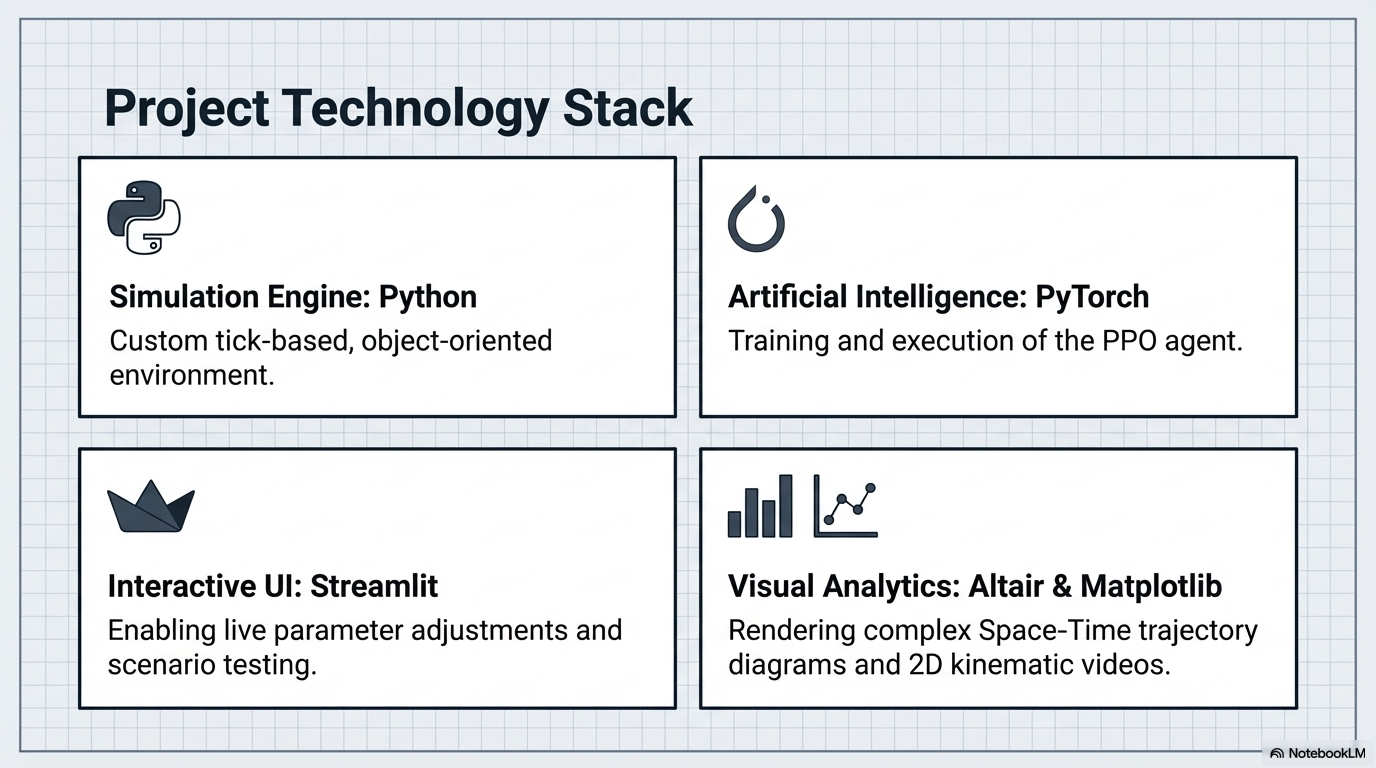 Project Technology Stack
Simulation Engine: Python
Custom tick-based, object-oriented
environment.
Artificial Intelligence: PyTorch
Training and execution of the PPO agent.
Interactive UI: Streamlit
Enabling live parameter adjustments and
scenario testing.
Visual Analytics: Altair & Matplotlib
Rendering complex Space-Time trajectory
diagrams and 2D kinematic videos.
NotebookLM